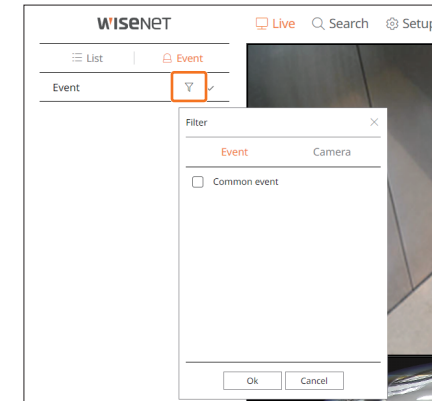 WISENET
Live Search Setup
List Event
Event
Filter
Event Camera
Common event
Ok Cancel